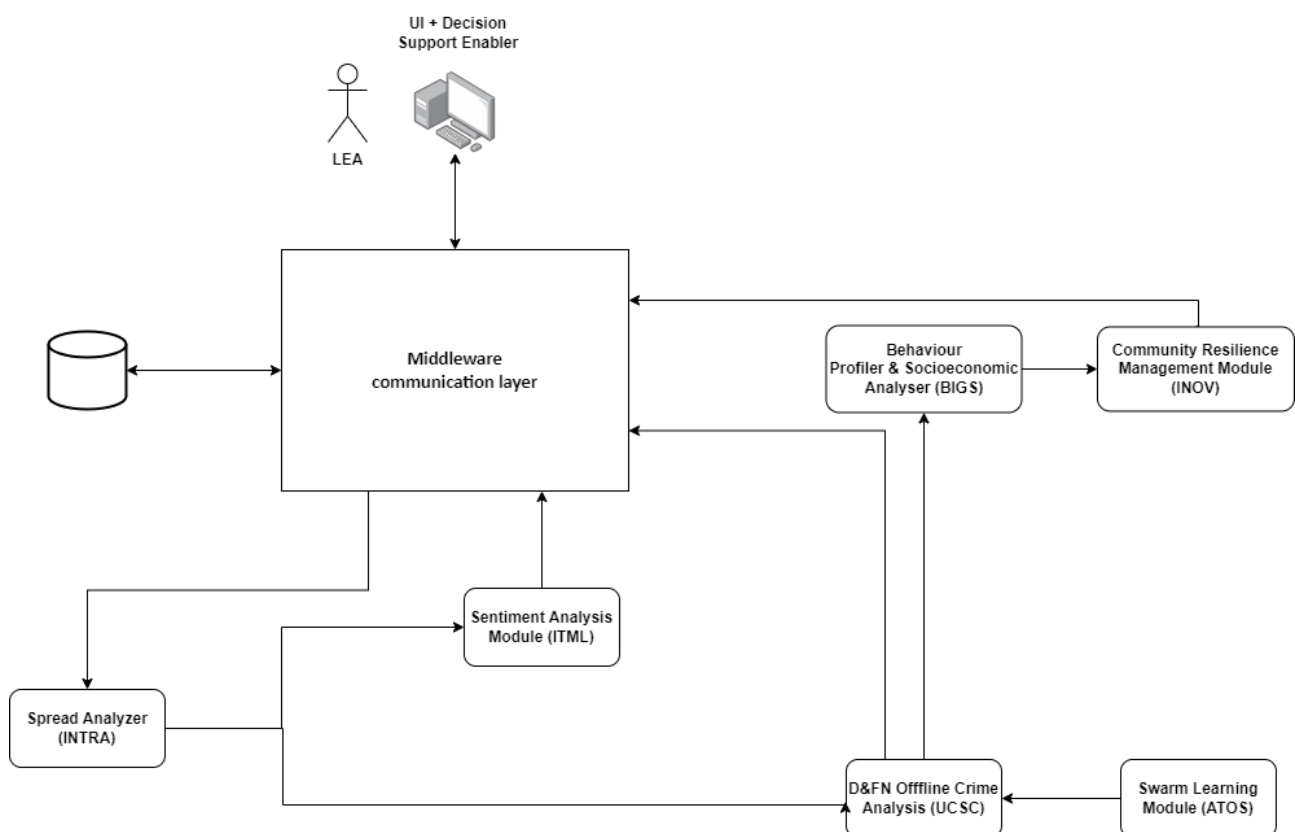 UI + Decision
Support Enabler
LEA
Middleware
communication layer
Behaviour
Profiler & Socioeconomic
Analyser (BIGS)
Community Resilience
Management Module
(INOV)
Sentiment Analysis
Module (ITML)
Spread Analyzer
(INTRA)
D&FN Offfline Crime
Analysis (UCSC)
Swarm Learning
Module (ATOS)